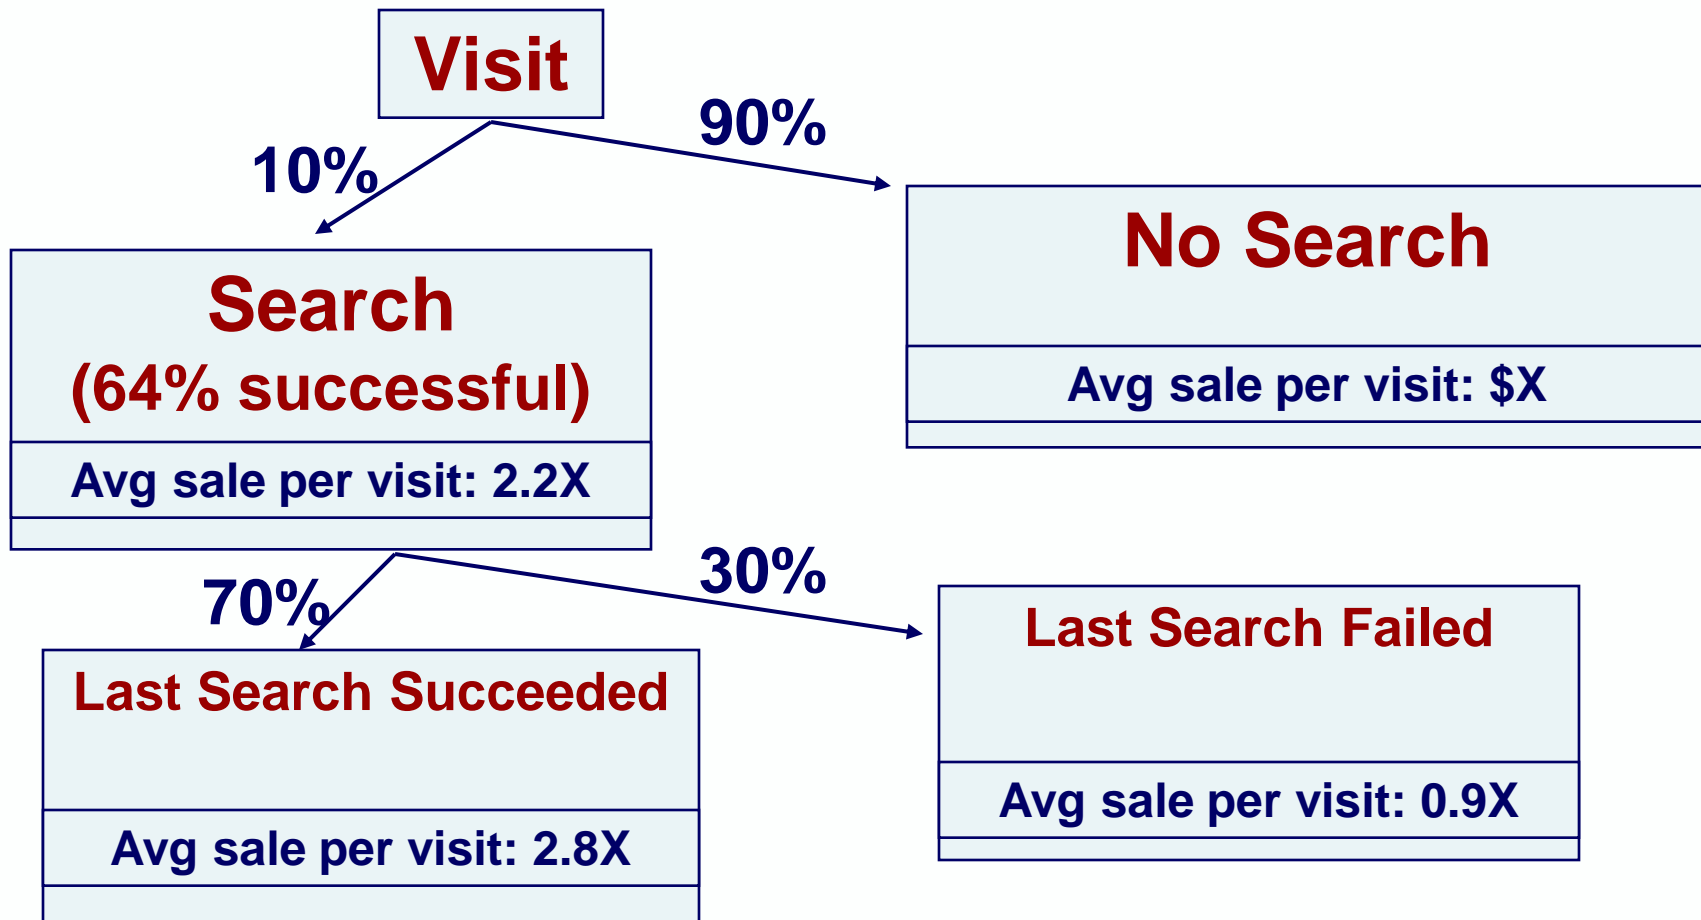 Visit
10%
90%
No Search
Avg sale per visit: $X
Search
(64% successful)
Avg sale per visit: 2.2X
70%
30%
Last Search Failed
Avg sale per visit: 0.9X
Last Search Succeeded
Avg sale per visit: 2.8X